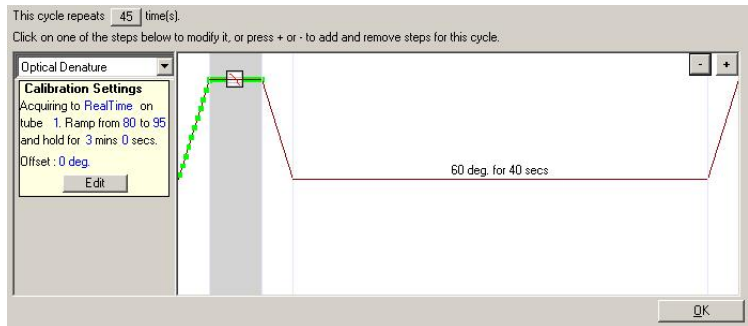 This cycle repeats 45 time(s).
Click on one of the steps below to modify it, or press + or - to add and remove steps for this cycle.
Optical Denature
Calibration Settings
Acquiring to RealTime on
tube 1. Ramp from 80 to 95
and hold for 3 mins 0 secs.
Offset : 0 deg.
Edit
- +
60 deg. for 40 secs
OK